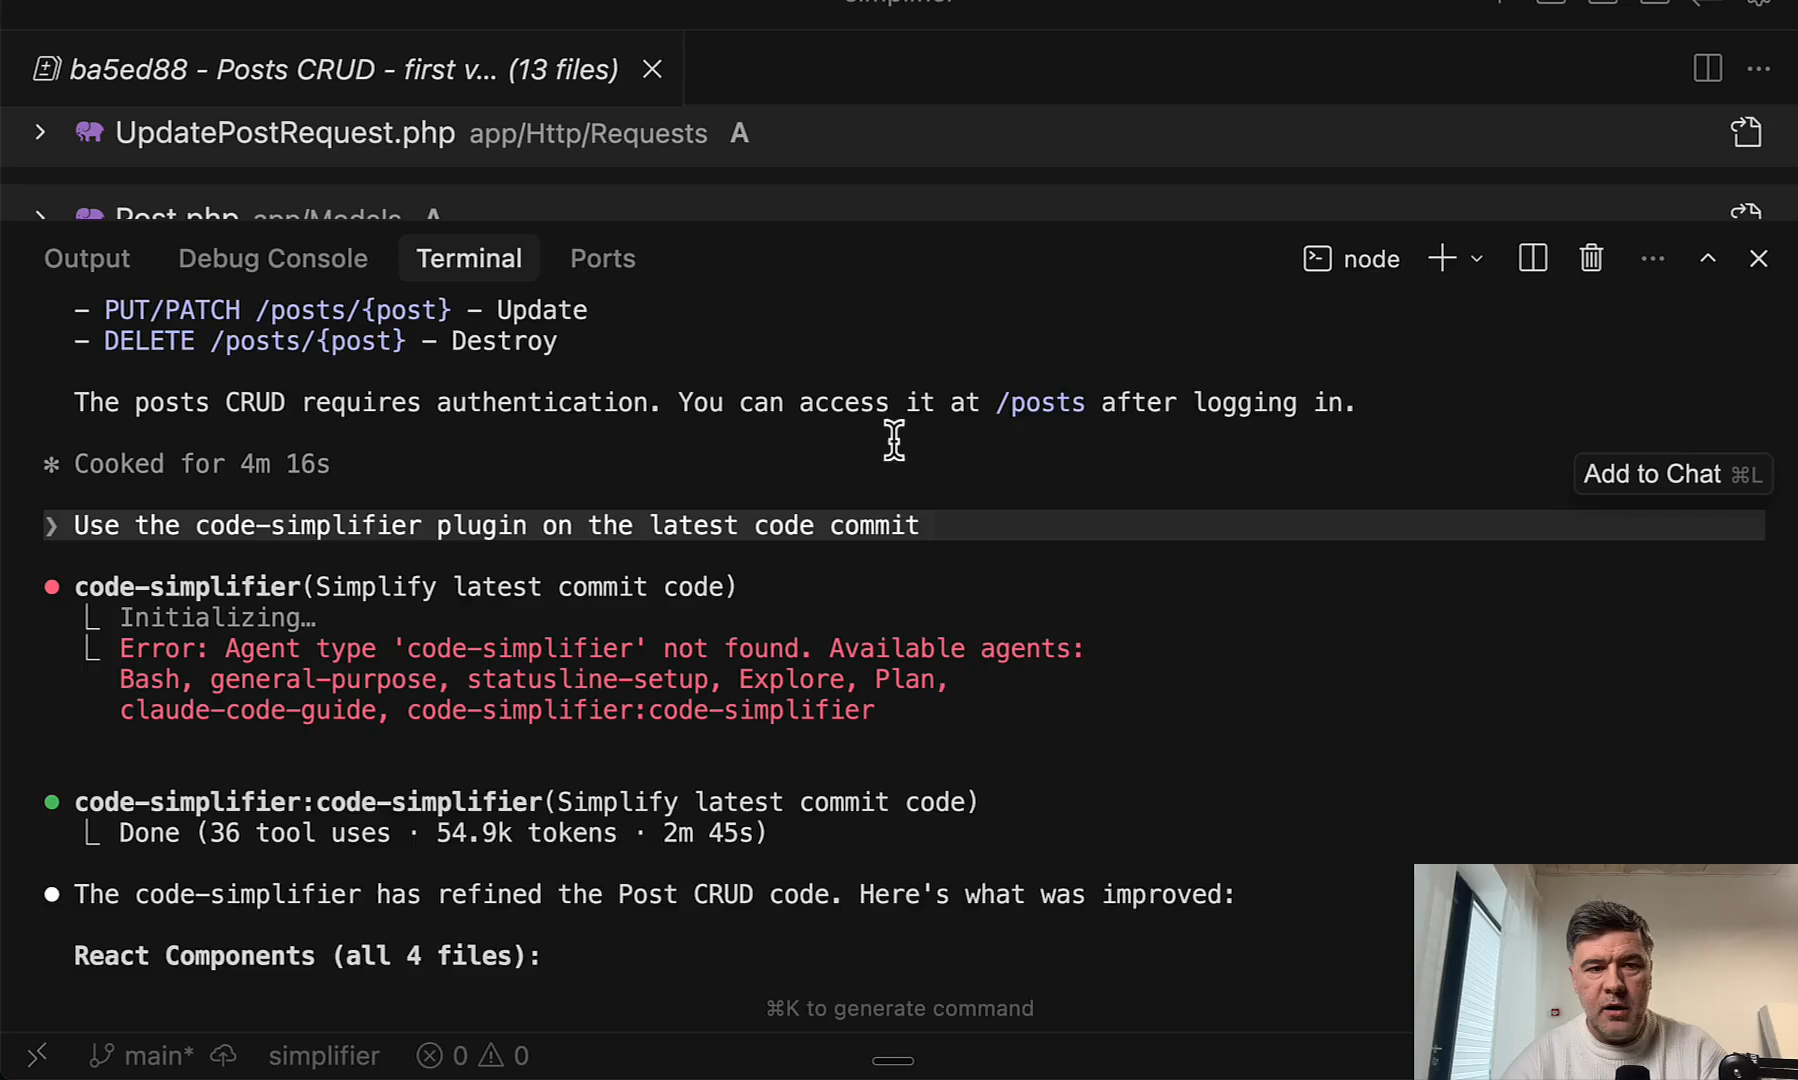 simplifier
ba5ed88 - Posts CRUD - first v... (13 files)
UpdatePostRequest.php app/Http/Requests A
Post.php app/Models A
Output Debug Console Terminal Ports node
– PUT/PATCH /posts/{post} – Update
– DELETE /posts/{post} – Destroy
The posts CRUD requires authentication. You can access it at /posts after logging in.
✻ Cooked for 4m 16s
Add to Chat ⌘L
❯ Use the code-simplifier plugin on the latest code commit
● code-simplifier(Simplify latest commit code)
⎿ Initializing…
⎿ Error: Agent type 'code-simplifier' not found. Available agents:
Bash, general-purpose, statusline-setup, Explore, Plan,
claude-code-guide, code-simplifier:code-simplifier
● code-simplifier:code-simplifier(Simplify latest commit code)
⎿ Done (36 tool uses · 54.9k tokens · 2m 45s)
● The code-simplifier has refined the Post CRUD code. Here's what was improved:
React Components (all 4 files):
⌘K to generate command
main* simplifier 0 0